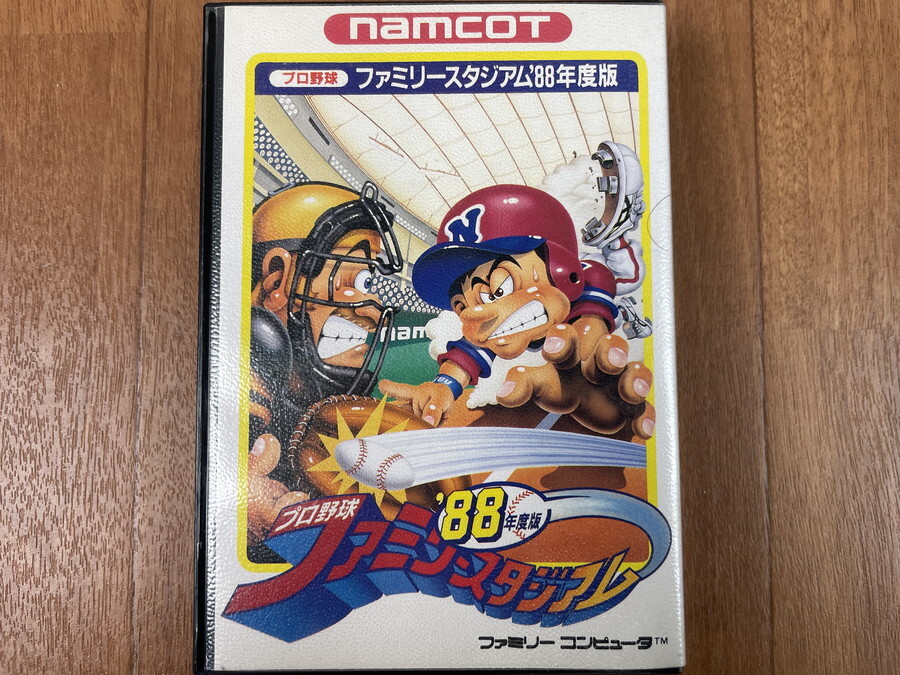 namcot
プロ野球 ファミリースタジアム'88年度版
N
namc
プロ野球 '88年度版
ファミリースタジアム
ファミリー コンピュータ™